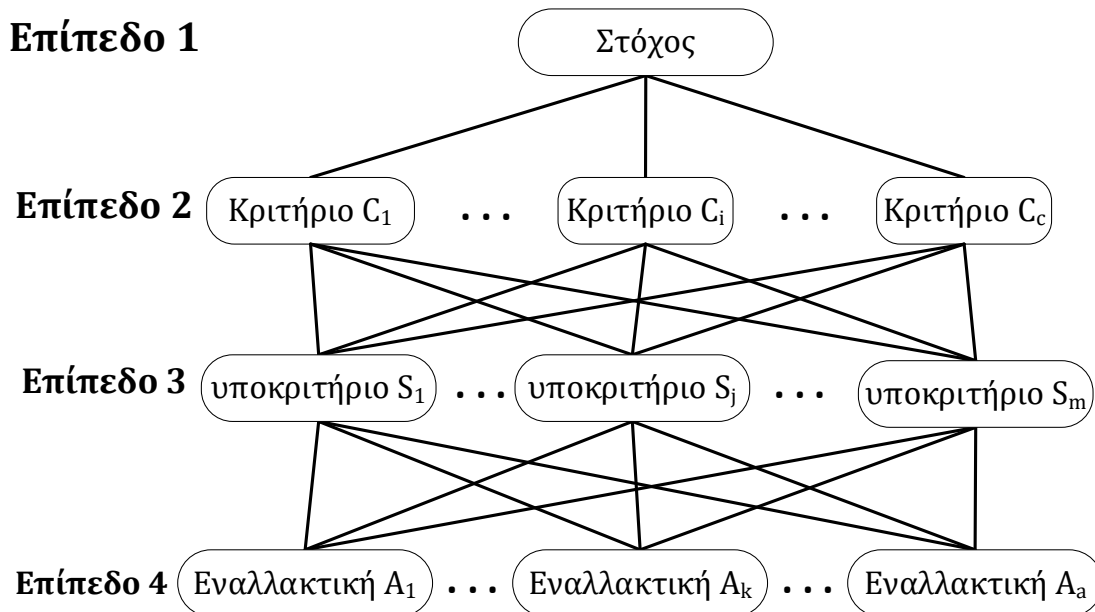 Επίπεδο 1 Στόχος
Επίπεδο 2 Κριτήριο C₁ ... Κριτήριο Cᵢ ... Κριτήριο C꜀
Επίπεδο 3 υποκριτήριο S₁ ... υποκριτήριο Sⱼ ... υποκριτήριο Sₘ
Επίπεδο 4 Εναλλακτική A₁ ... Εναλλακτική Aₖ ... Εναλλακτική Aₐ